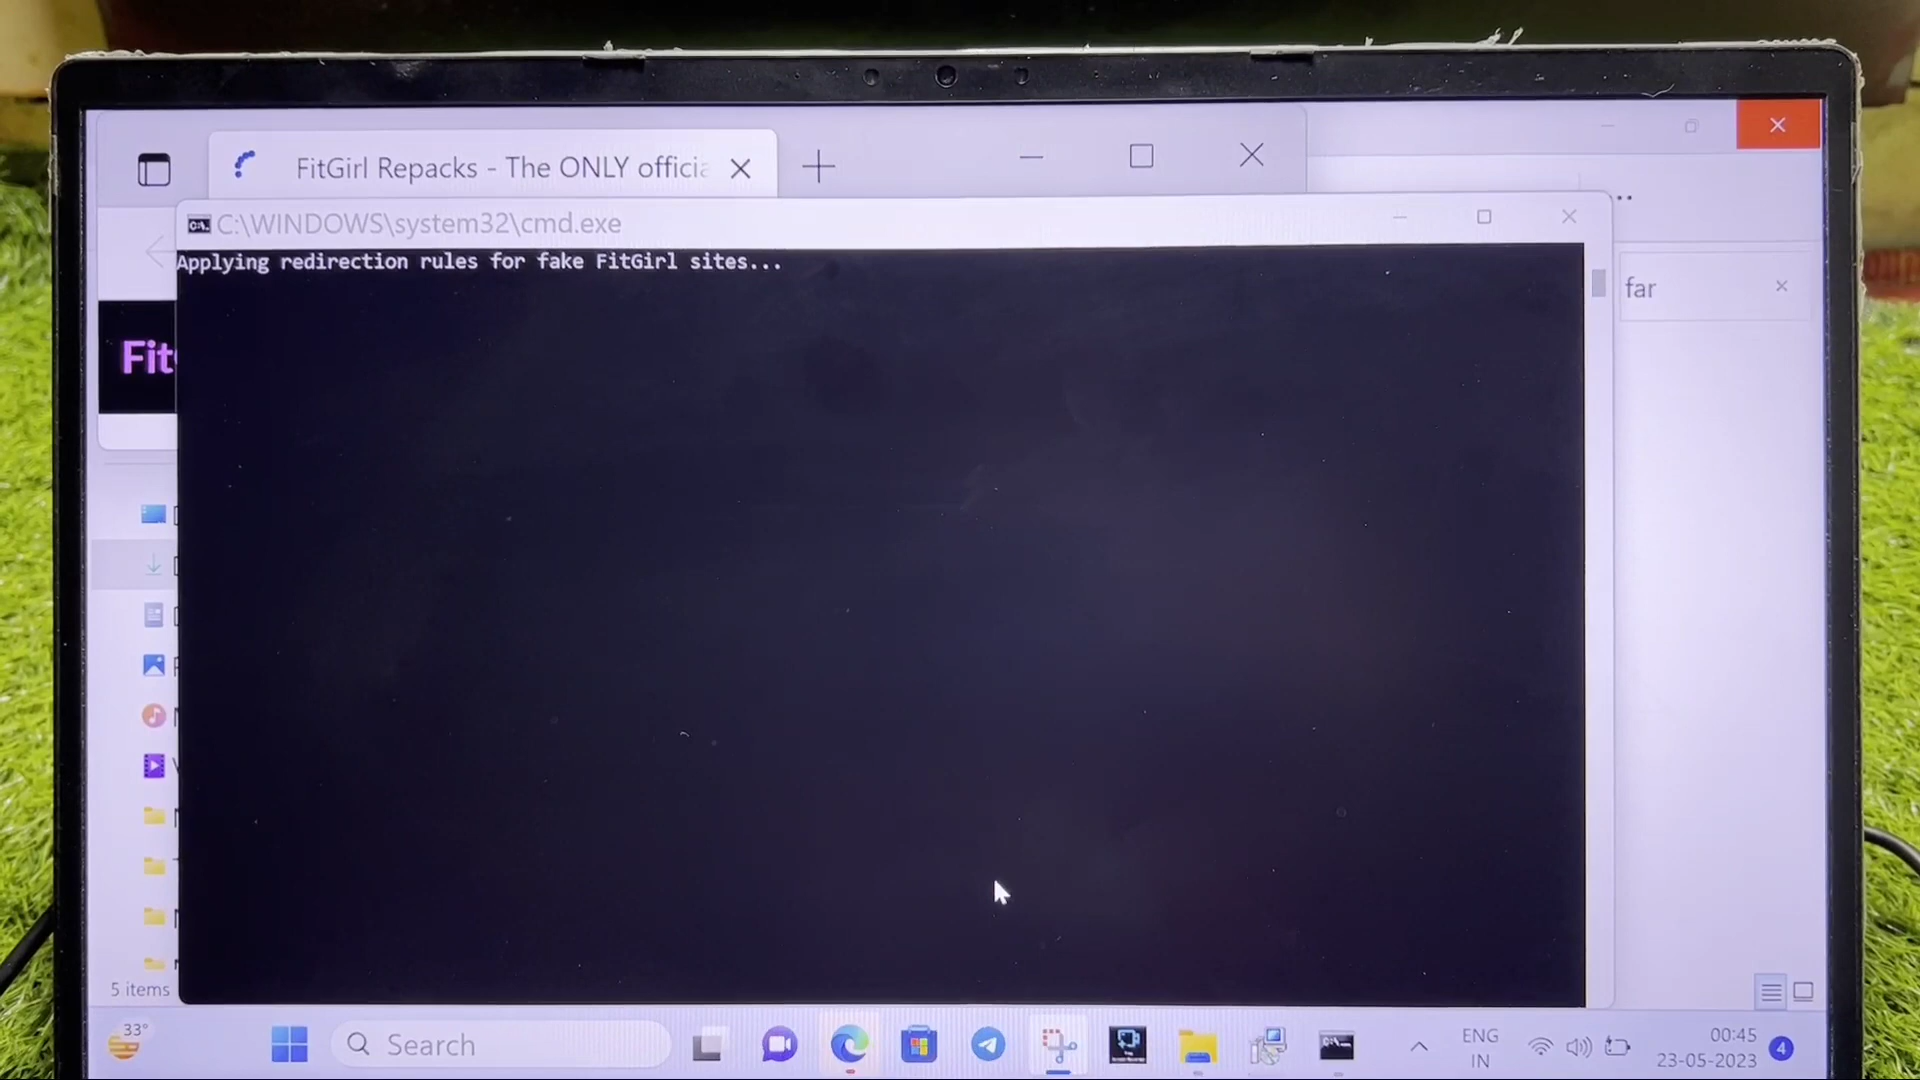 FitGirl Repacks - The ONLY officia
C:\WINDOWS\system32\cmd.exe
Applying redirection rules for fake FitGirl sites...
far
Fit
5 items
33°
Search
ENG
IN
00:45
23-05-2023
4